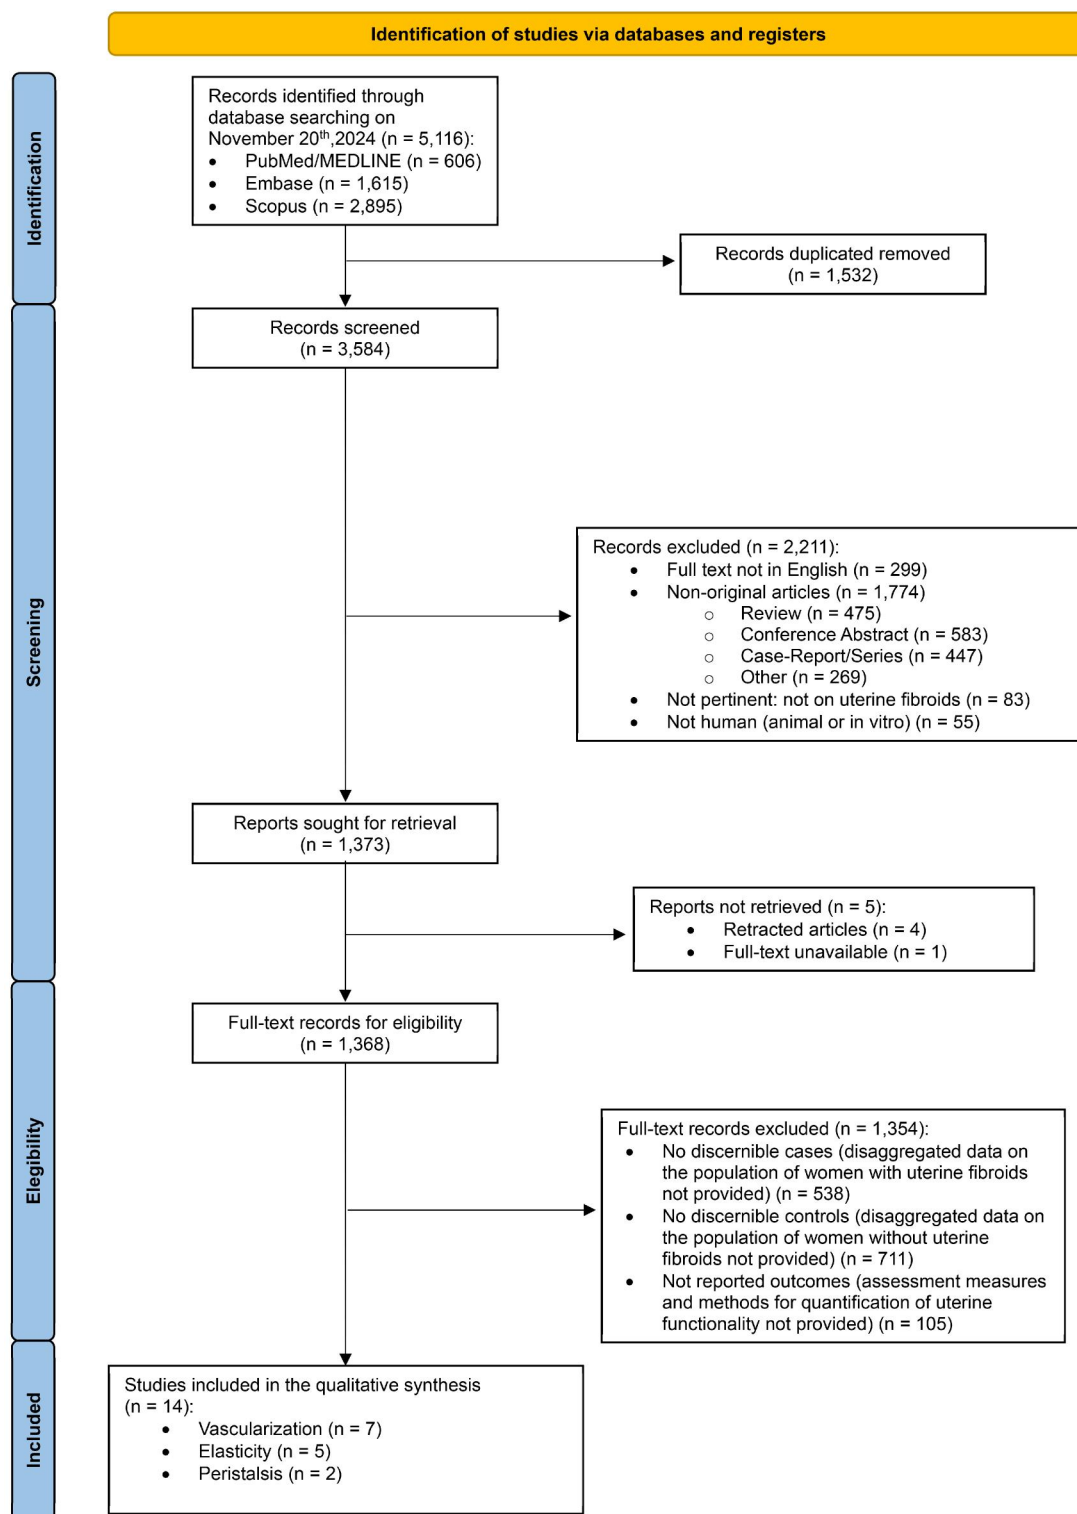 Identification of studies via databases and registers
Identification
Records identified through
database searching on
November 20th,2024 (n = 5,116):
• PubMed/MEDLINE (n = 606)
• Embase (n = 1,615)
• Scopus (n = 2,895)
Records duplicated removed
(n = 1,532)
Screening
Records screened
(n = 3,584)
Records excluded (n = 2,211):
• Full text not in English (n = 299)
• Non-original articles (n = 1,774)
o Review (n = 475)
o Conference Abstract (n = 583)
o Case-Report/Series (n = 447)
o Other (n = 269)
• Not pertinent: not on uterine fibroids (n = 83)
• Not human (animal or in vitro) (n = 55)
Reports sought for retrieval
(n = 1,373)
Reports not retrieved (n = 5):
• Retracted articles (n = 4)
• Full-text unavailable (n = 1)
Elegibility
Full-text records for eligibility
(n = 1,368)
Full-text records excluded (n = 1,354):
• No discernible cases (disaggregated data on
the population of women with uterine fibroids
not provided) (n = 538)
• No discernible controls (disaggregated data on
the population of women without uterine
fibroids not provided) (n = 711)
• Not reported outcomes (assessment measures
and methods for quantification of uterine
functionality not provided) (n = 105)
Included
Studies included in the qualitative synthesis
(n = 14):
• Vascularization (n = 7)
• Elasticity (n = 5)
• Peristalsis (n = 2)